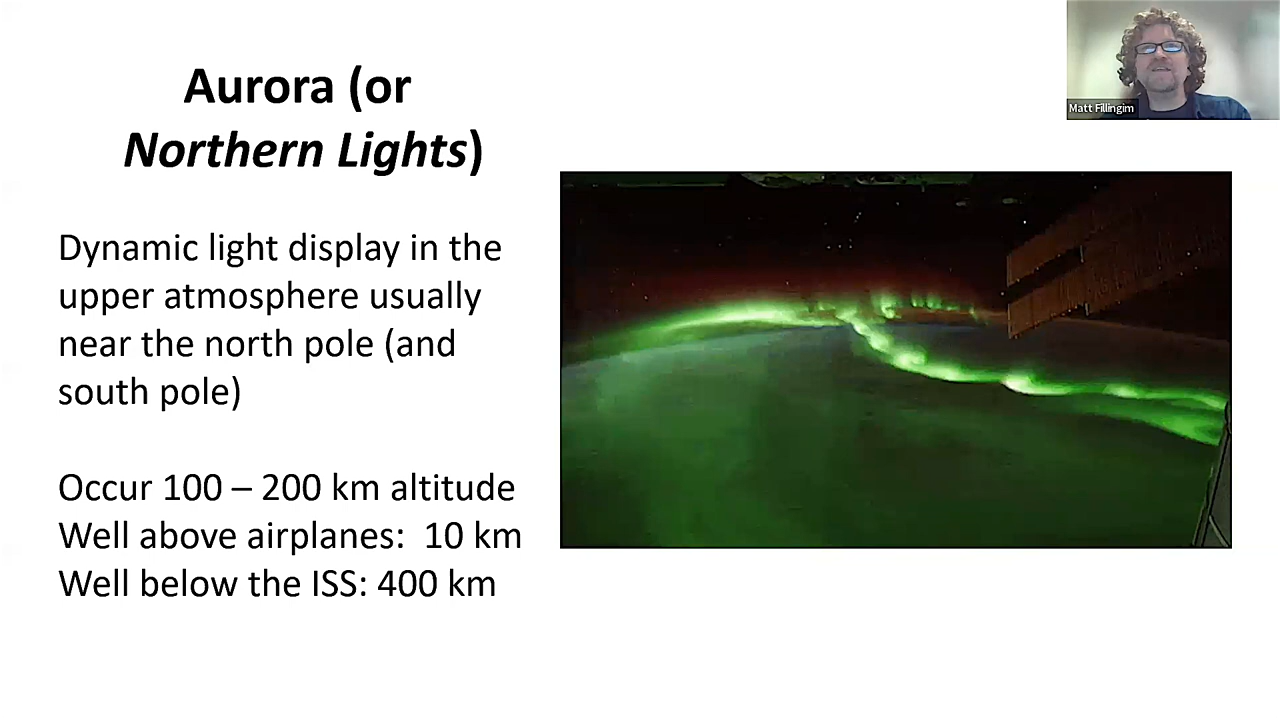 Aurora (or
Northern Lights)
Dynamic light display in the
upper atmosphere usually
near the north pole (and
south pole)
Occur 100 – 200 km altitude
Well above airplanes:  10 km
Well below the ISS: 400 km
Matt Fillingim